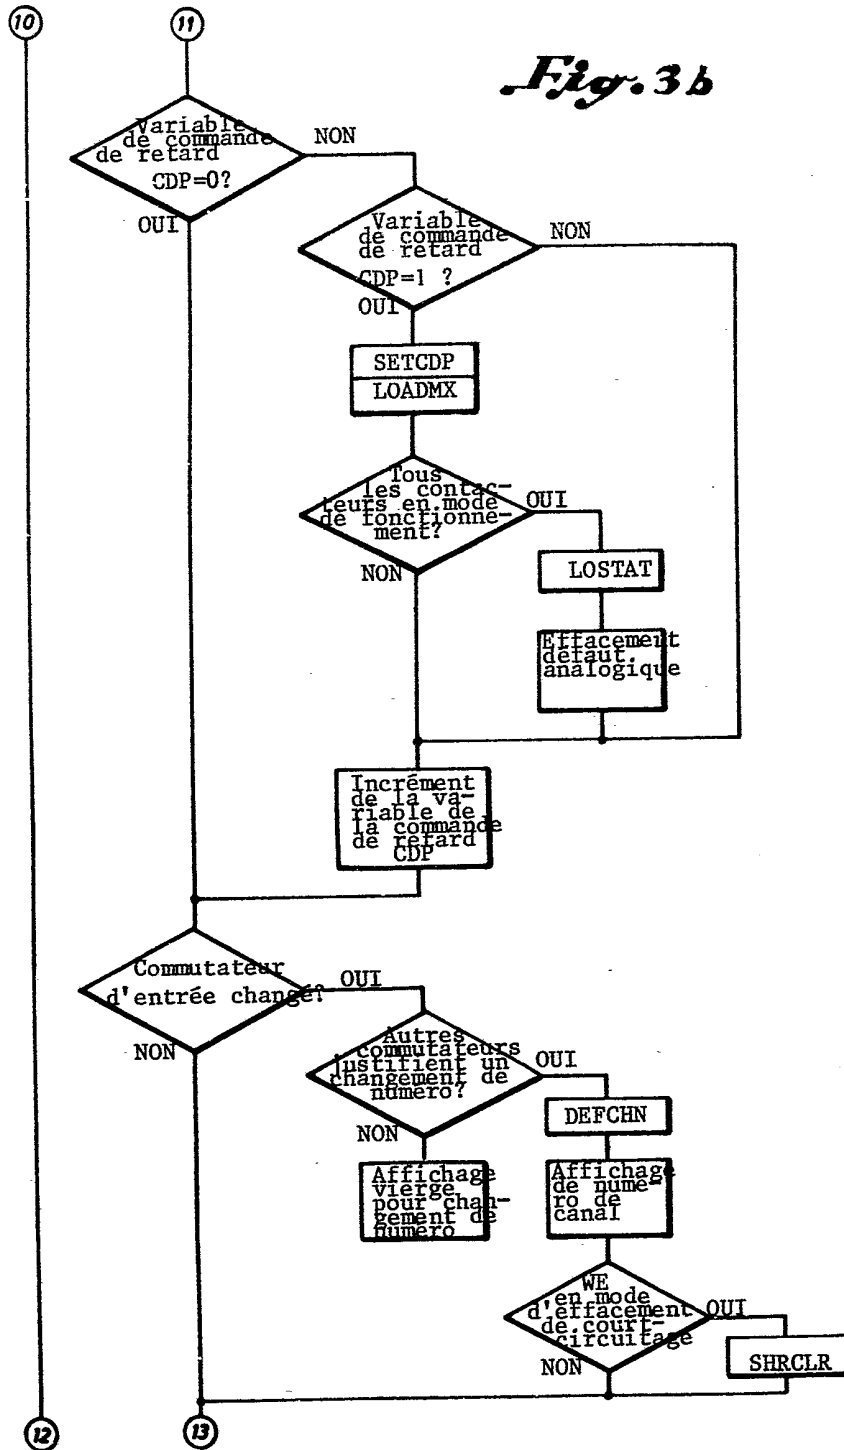 10
11
Fig. 3b
Variable
de commande
de retard
CDP=0?
NON
OUI
Variable
de commande
de retard
CDP=1 ?
NON
OUI
SETCDP
LOADMX
Tous
les contac-
teurs en mode
de fonctionne-
ment?
OUI
NON
LOSTAT
Effacement
défaut
analogique
Incrément
de la va-
riable de
la commande
de retard
CDP
Commutateur
d'entrée changé?
OUI
NON
Autres
commutateurs
justifient un
changement de
numéro?
OUI
NON
DEFCHN
Affichage
vierge
pour chan-
gement de
numéro
Affichage
de numé-
ro de
canal
WE
d'en mode
d'effacement
de court-
circuitage
OUI
NON
SHRCLR
12
13